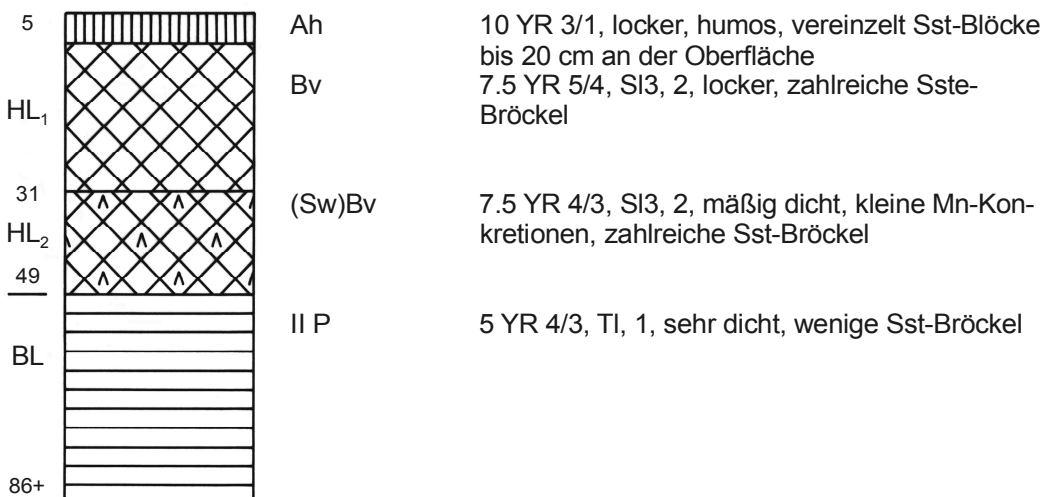 5 Ah 10 YR 3/1, locker, humos, vereinzelt Sst-Blöcke
bis 20 cm an der Oberfläche
Bv 7.5 YR 5/4, Sl3, 2, locker, zahlreiche Sste-
HL₁ Bröckel
31 (Sw)Bv 7.5 YR 4/3, Sl3, 2, mäßig dicht, kleine Mn-Kon-
HL₂ kretionen, zahlreiche Sst-Bröckel
49
II P 5 YR 4/3, Tl, 1, sehr dicht, wenige Sst-Bröckel
BL
86+